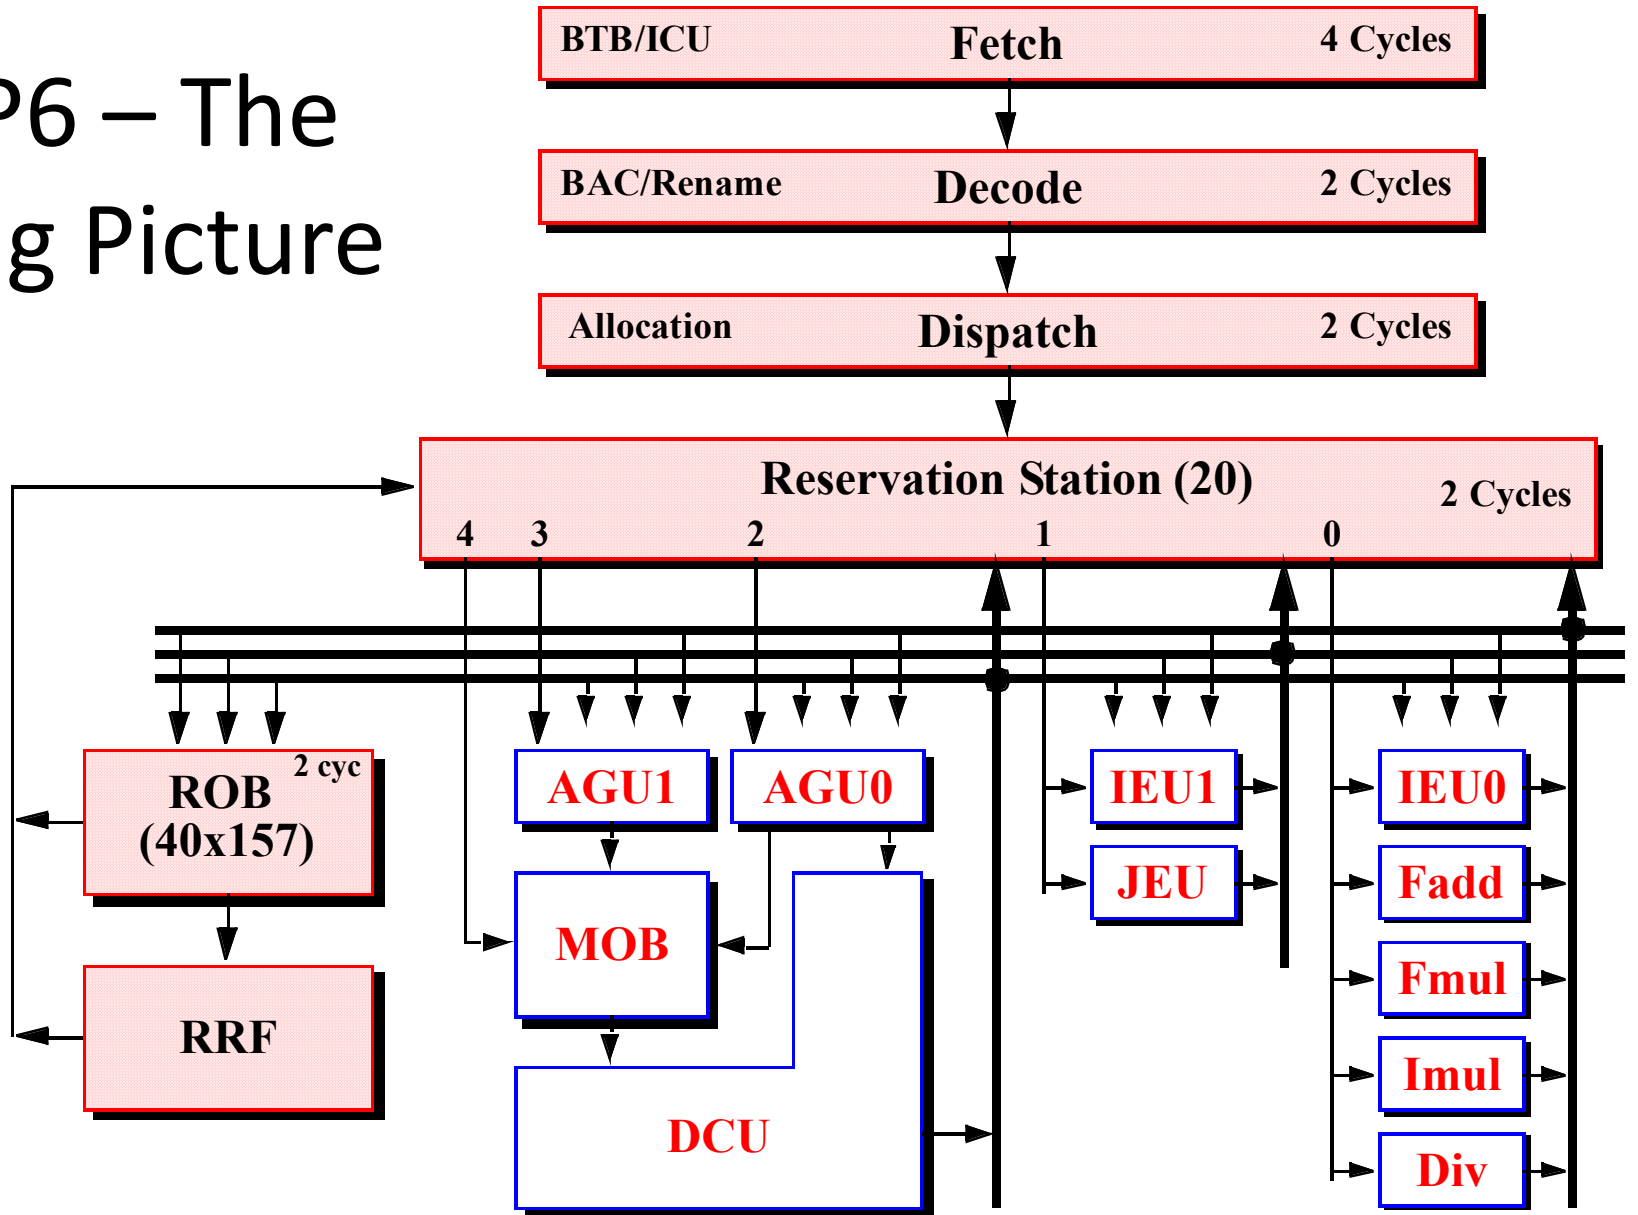 P6 – The
g Picture
BTB/ICU Fetch 4 Cycles
BAC/Rename Decode 2 Cycles
Allocation Dispatch 2 Cycles
Reservation Station (20)
2 Cycles
4 3 2 1 0
ROB 2 cyc
(40x157)
RRF
AGU1 AGU0
MOB
DCU
IEU1
JEU
IEU0
Fadd
Fmul
Imul
Div